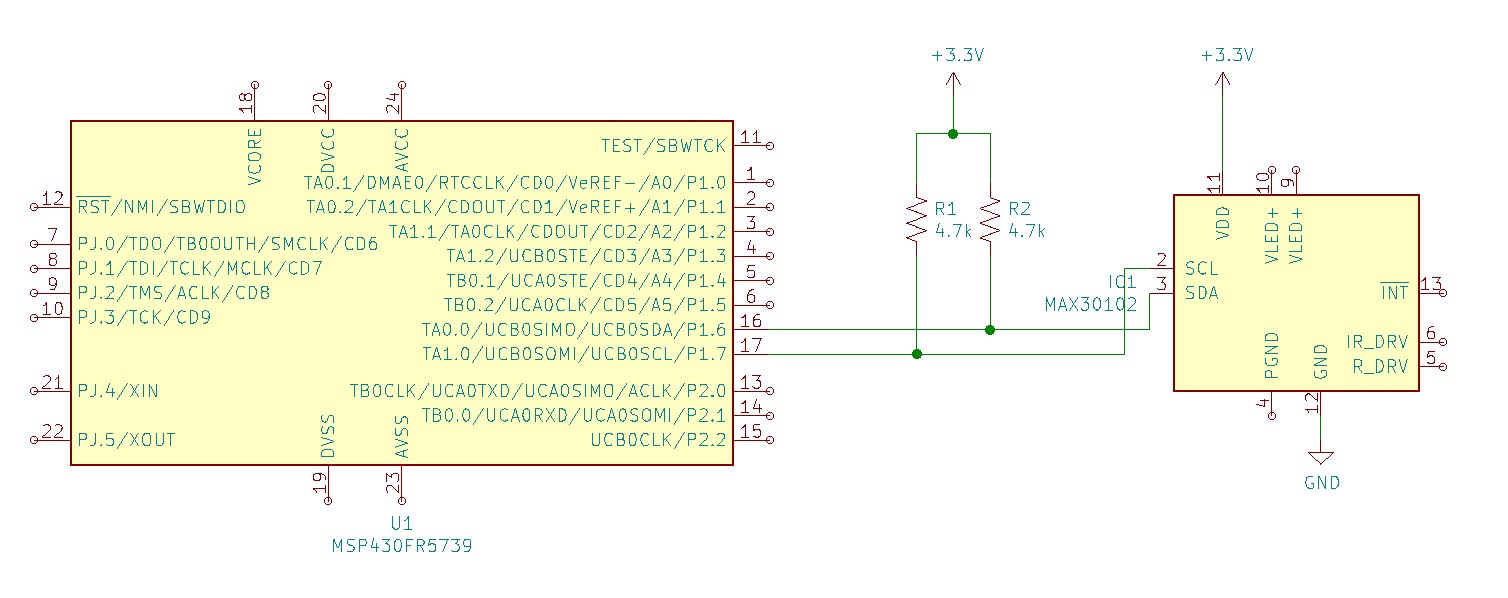 +3.3V
+3.3V
18
20
24
VCORE
DVCC
AVCC
TEST/SBWTCK
11
TA0.1/DMAE0/RTCCLK/CD0/VeREF-/A0/P1.0
1
12
RST/NMI/SBWTDIO
TA0.2/TA1CLK/CDOUT/CD1/VeREF+/A1/P1.1
2
7
PJ.0/TDO/TB0OUTH/SMCLK/CD6
TA1.1/TA0CLK/CDOUT/CD2/A2/P1.2
3
8
PJ.1/TDI/TCLK/MCLK/CD7
TA1.2/UCB0STE/CD3/A3/P1.3
4
9
PJ.2/TMS/ACLK/CD8
TB0.1/UCA0STE/CD4/A4/P1.4
5
10
PJ.3/TCK/CD9
TB0.2/UCA0CLK/CD5/A5/P1.5
6
TA0.0/UCB0SIMO/UCB0SDA/P1.6
16
TA1.0/UCB0SOMI/UCB0SCL/P1.7
17
21
PJ.4/XIN
TB0CLK/UCA0TXD/UCA0SIMO/ACLK/P2.0
13
TB0.0/UCA0RXD/UCA0SOMI/P2.1
14
22
PJ.5/XOUT
UCB0CLK/P2.2
15
DVSS
AVSS
19
23
U1
MSP430FR5739
R1
4.7k
R2
4.7k
11
10
9
VDD
VLED+
VLED+
2
SCL
3
SDA
IC1
MAX30102
INT
13
IR_DRV
6
R_DRV
5
PGND
GND
4
12
GND